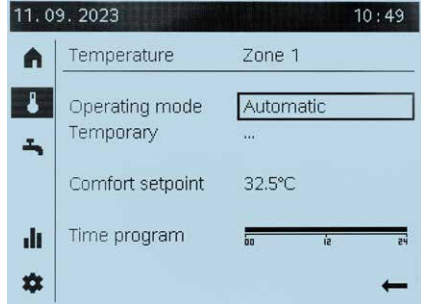 11. 09. 2023 10:49
Temperature Zone 1
Operating mode Automatic
Temporary ...
Comfort setpoint 32.5°C
Time program
00 12 24